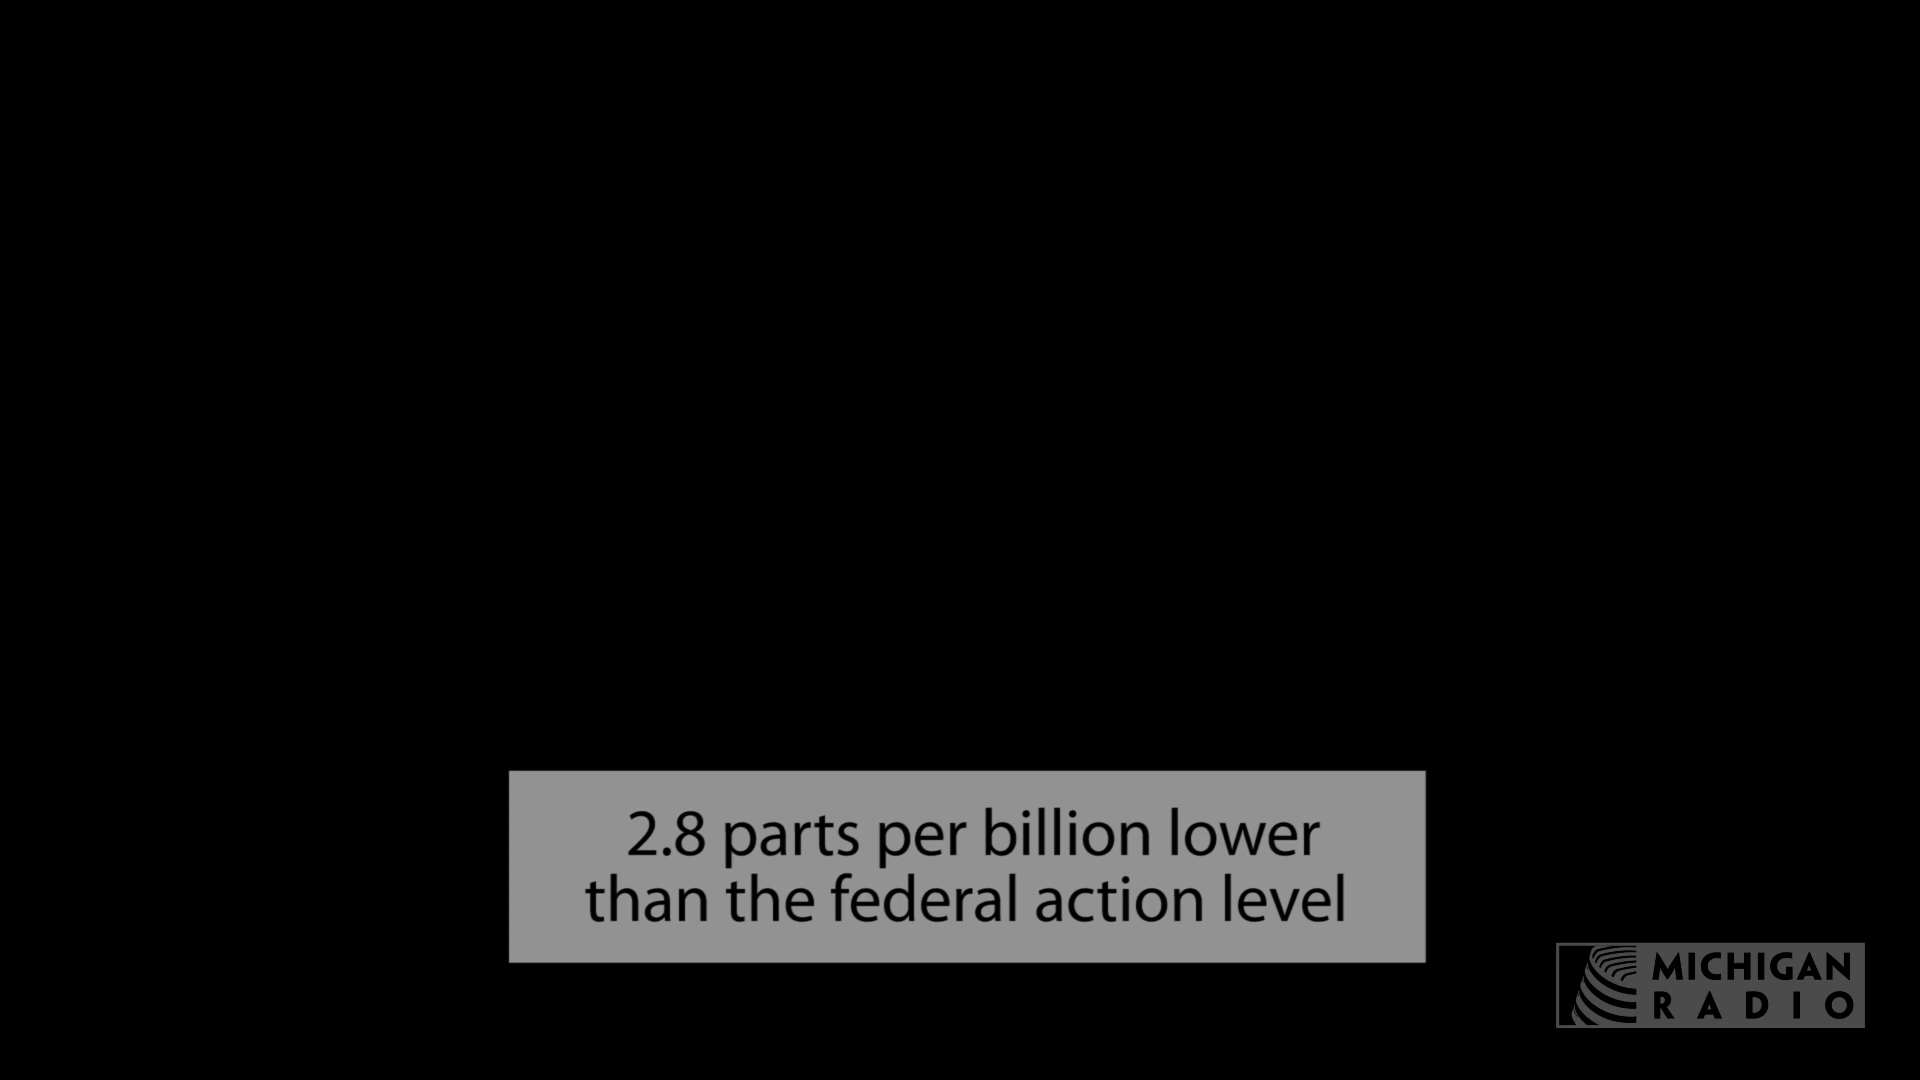 2.8 parts per billion lower
than the federal action level
MICHIGAN
RADIO